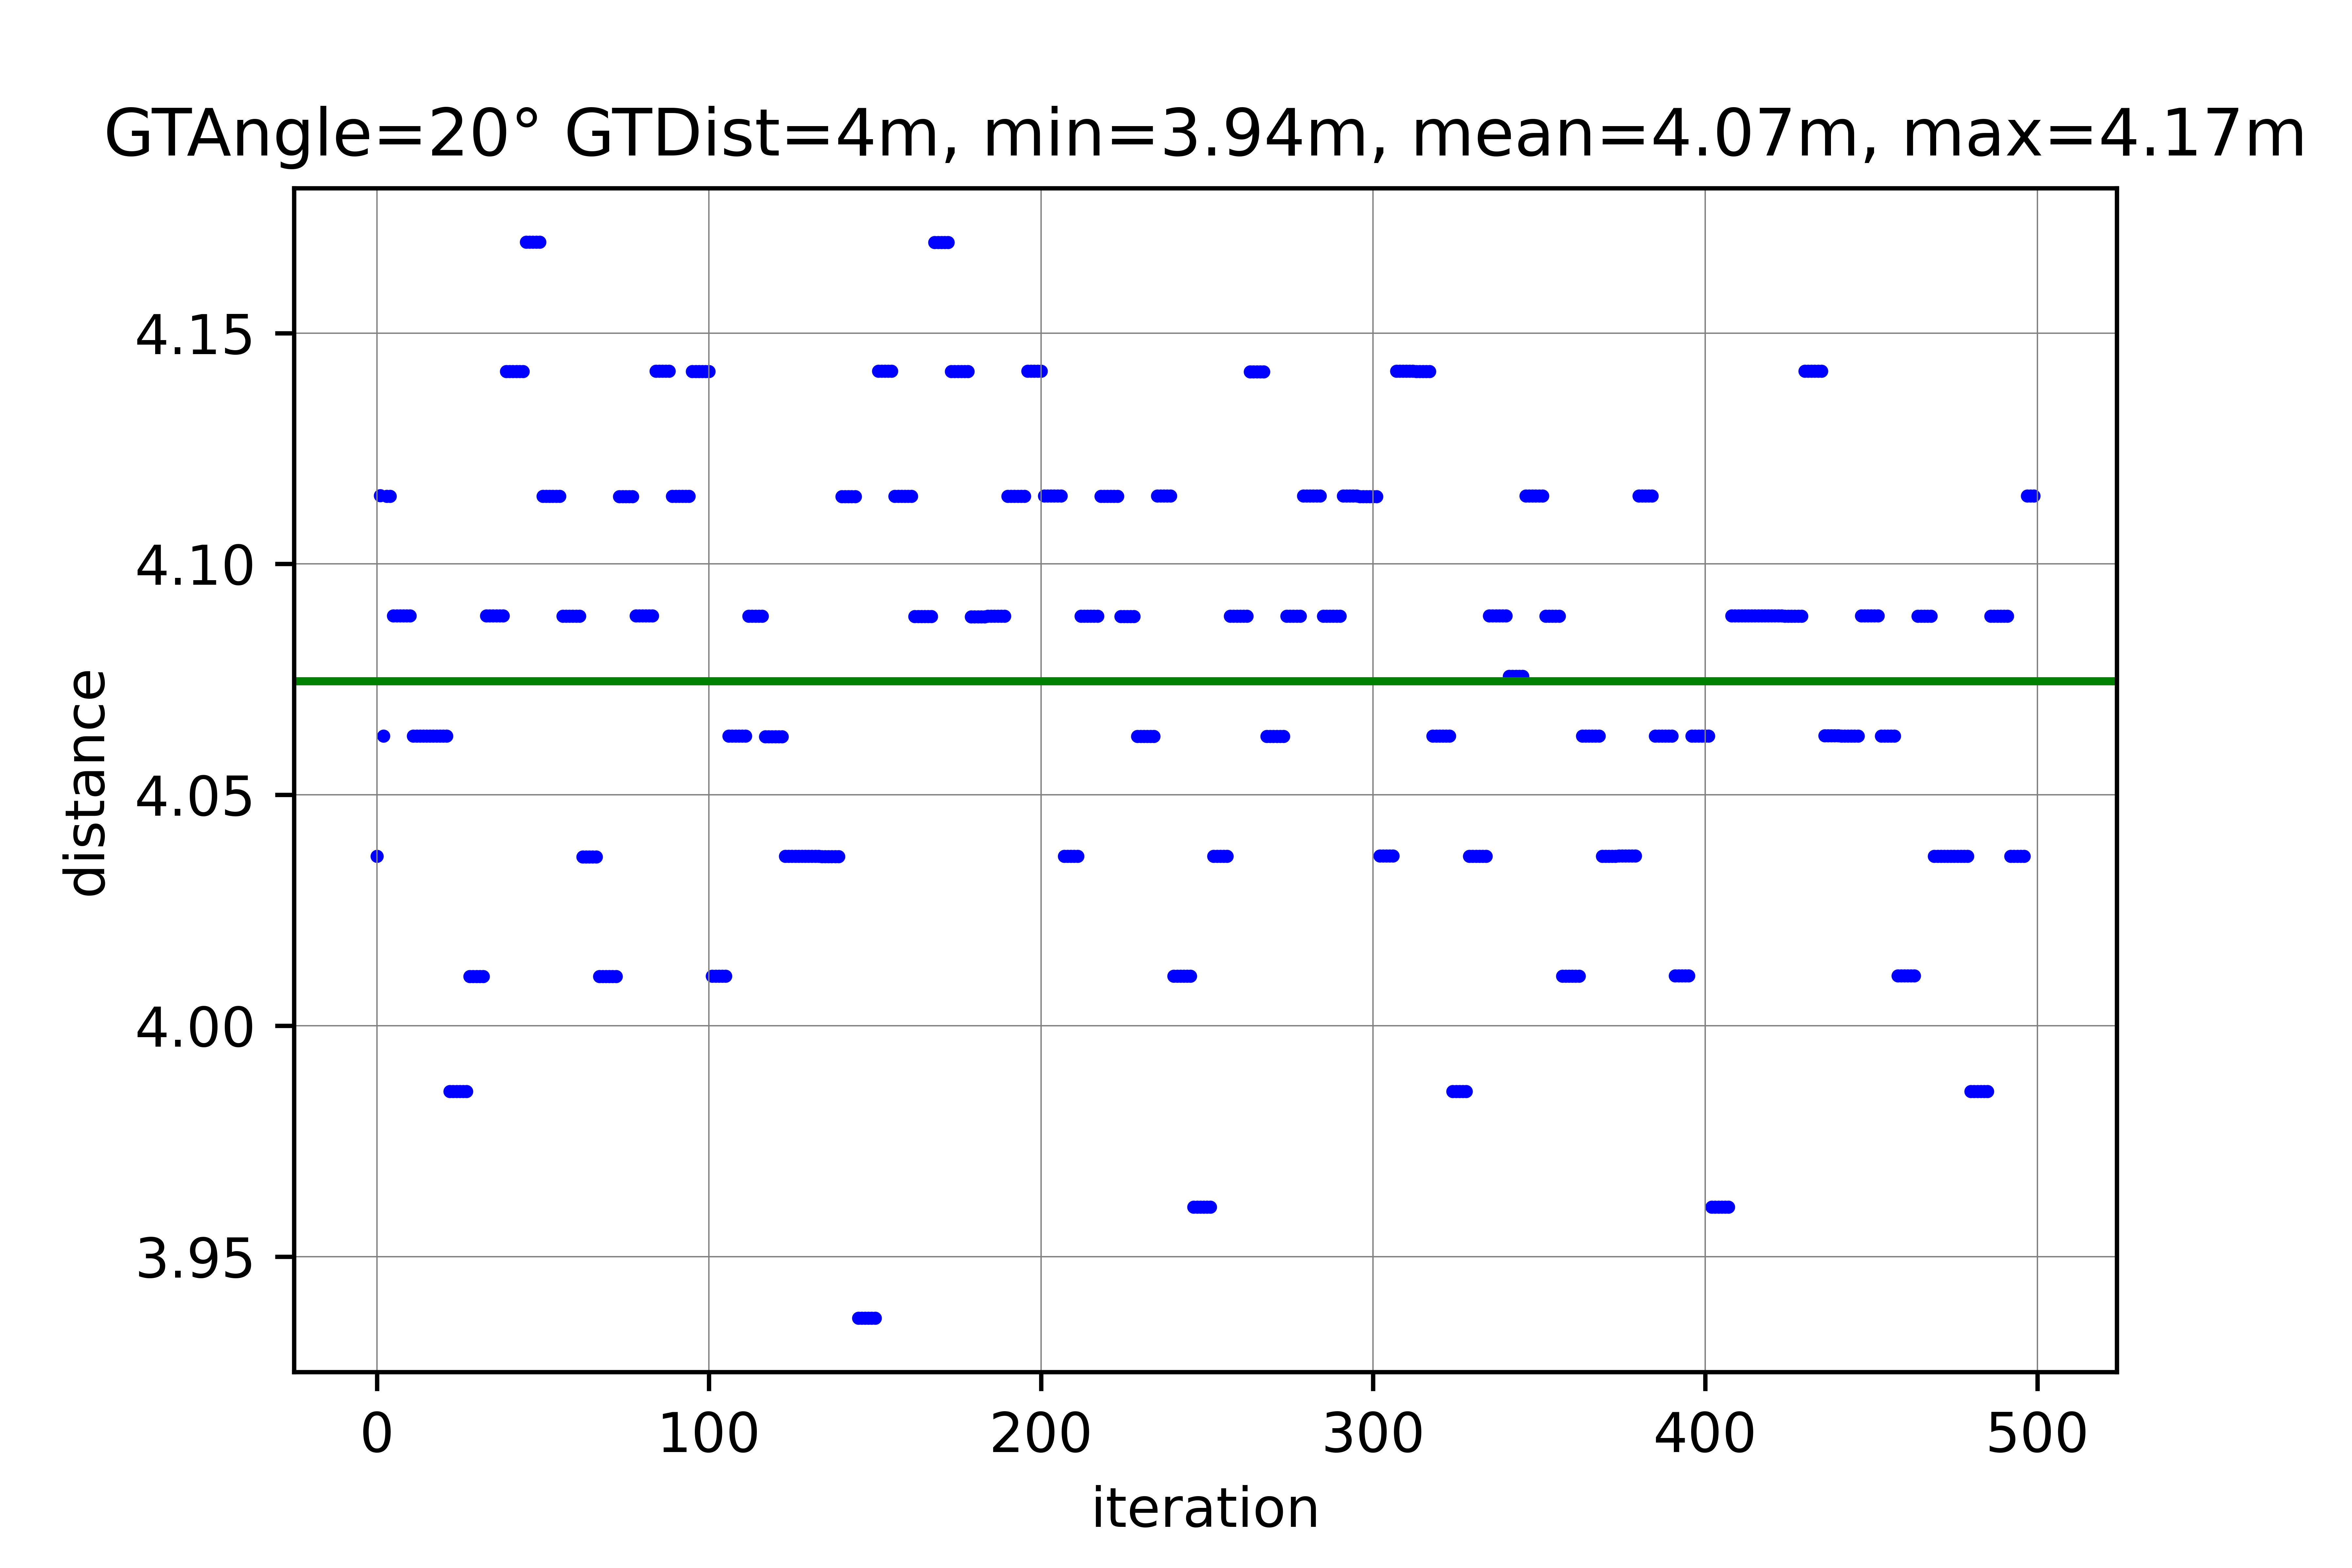 GTAngle=20° GTDist=4m, min=3.94m, mean=4.07m, max=4.17m
4.15
4.10
4.05
4.00
3.95
distance
0 100 200 300 400 500
iteration